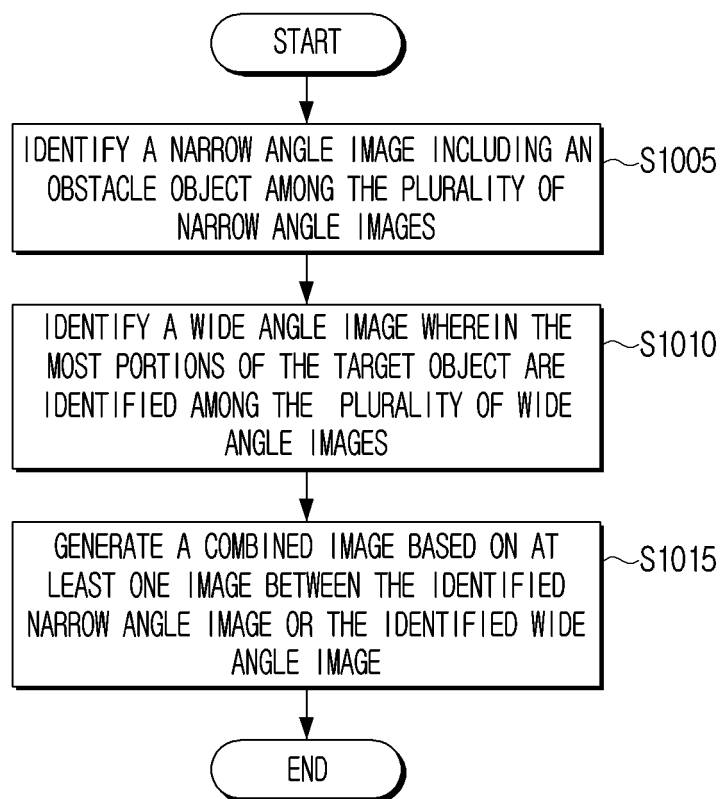 START
IDENTIFY A NARROW ANGLE IMAGE INCLUDING AN
OBSTACLE OBJECT AMONG THE PLURALITY OF
NARROW ANGLE IMAGES
S1005
IDENTIFY A WIDE ANGLE IMAGE WHEREIN THE
MOST PORTIONS OF THE TARGET OBJECT ARE
IDENTIFIED AMONG THE PLURALITY OF WIDE
ANGLE IMAGES
S1010
GENERATE A COMBINED IMAGE BASED ON AT
LEAST ONE IMAGE BETWEEN THE IDENTIFIED
NARROW ANGLE IMAGE OR THE IDENTIFIED WIDE
ANGLE IMAGE
S1015
END